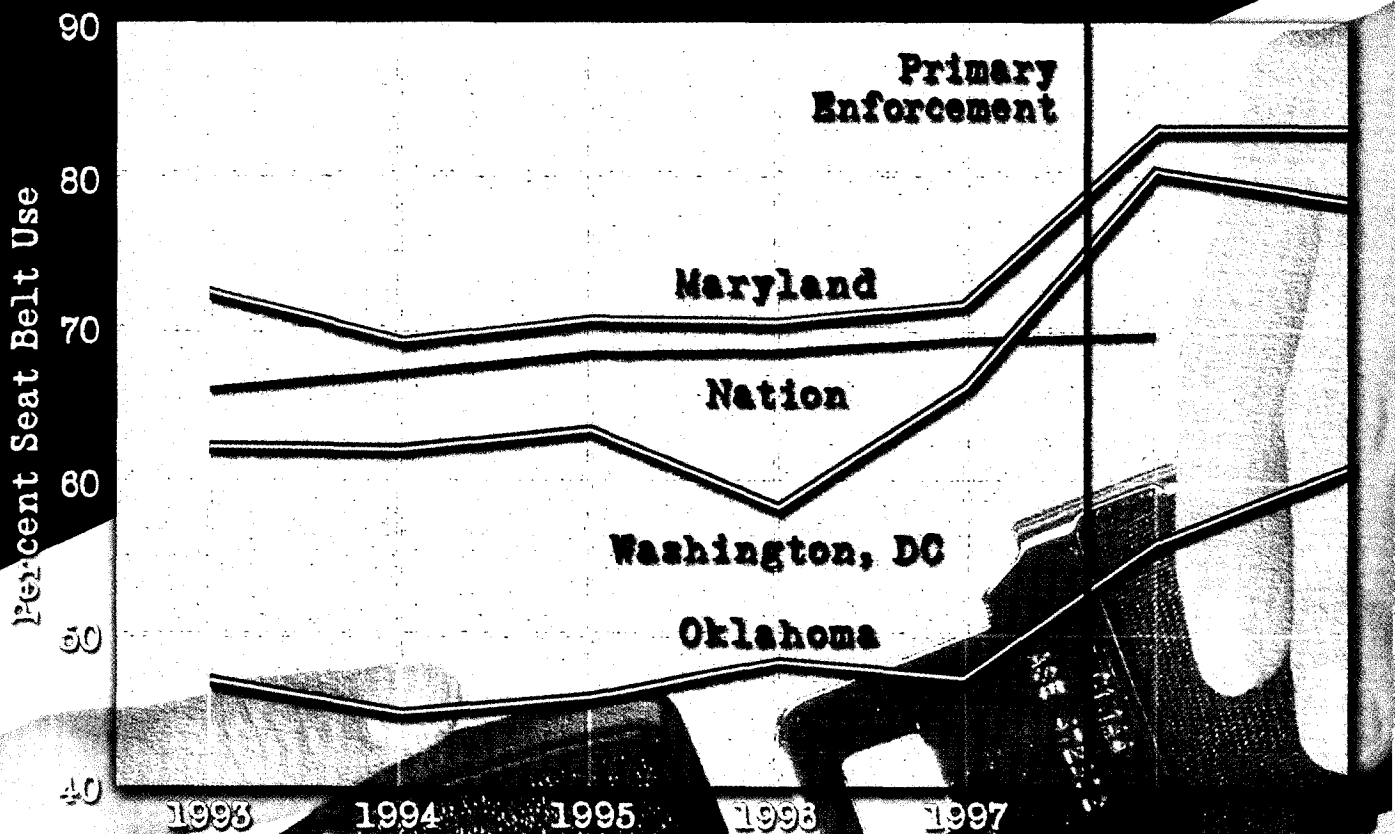 90
80
70
60
50
40
Percent Seat Belt Use
Primary
Enforcement
Maryland
Nation
Washington, DC
Oklahoma
1993 1994 1995 1996 1997